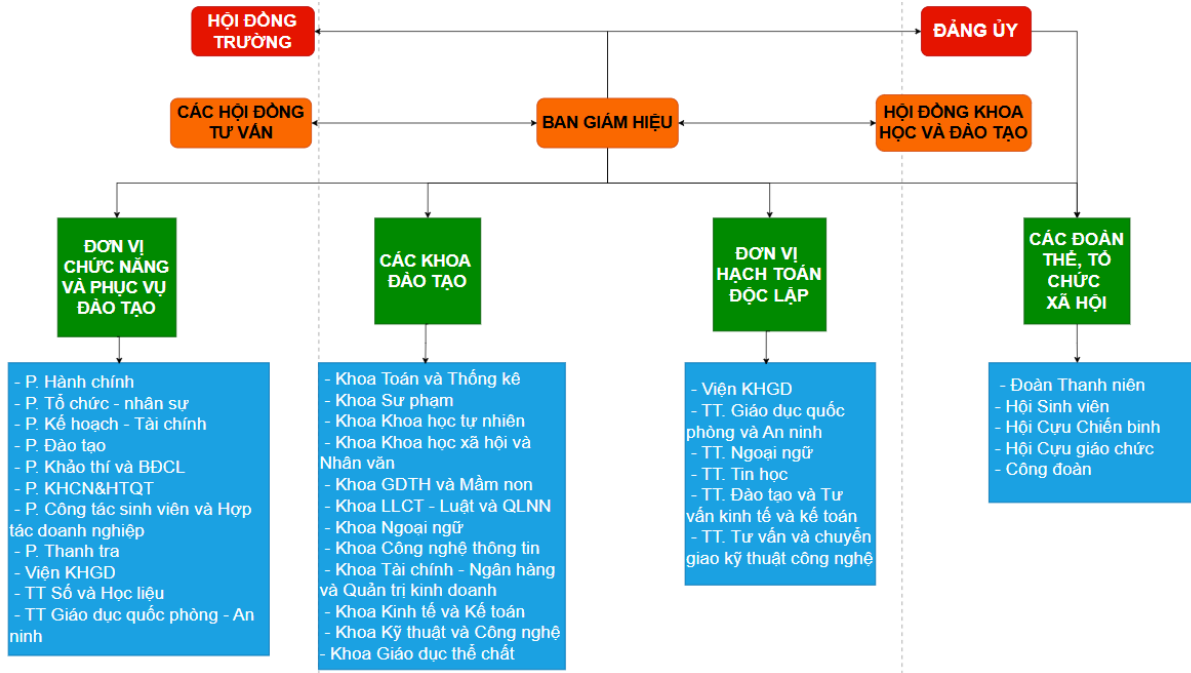 HỘI ĐỒNG
TRƯỜNG
ĐẢNG ỦY
CÁC HỘI ĐỒNG
TƯ VẤN
BAN GIÁM HIỆU
HỘI ĐỒNG KHOA
HỌC VÀ ĐÀO TẠO
ĐƠN VỊ
CHỨC NĂNG
VÀ PHỤC VỤ
ĐÀO TẠO
CÁC KHOA
ĐÀO TẠO
ĐƠN VỊ
HẠCH TOÁN
ĐỘC LẬP
CÁC ĐOÀN
THỂ, TỔ
CHỨC
XÃ HỘI
- P. Hành chính
- P. Tổ chức - nhân sự
- P. Kế hoạch - Tài chính
- P. Đào tạo
- P. Khảo thí và BĐCL
- P. KHCN&HTQT
- P. Công tác sinh viên và Hợp
tác doanh nghiệp
- P. Thanh tra
- Viện KHGD
- TT Số và Học liệu
- TT Giáo dục quốc phòng - An
ninh
- Khoa Toán và Thống kê
- Khoa Sư phạm
- Khoa Khoa học tự nhiên
- Khoa Khoa học xã hội và
Nhân văn
- Khoa GDTH và Mầm non
- Khoa LLCT - Luật và QLNN
- Khoa Ngoại ngữ
- Khoa Công nghệ thông tin
- Khoa Tài chính - Ngân hàng
và Quản trị kinh doanh
- Khoa Kinh tế và Kế toán
- Khoa Kỹ thuật và Công nghệ
- Khoa Giáo dục thể chất
- Viện KHGD
- TT. Giáo dục quốc
phòng và An ninh
- TT. Ngoại ngữ
- TT. Tin học
- TT. Đào tạo và Tư
vấn kinh tế và kế toán
- TT. Tư vấn và chuyển
giao kỹ thuật công nghệ
- Đoàn Thanh niên
- Hội Sinh viên
- Hội Cựu Chiến binh
- Hội Cựu giáo chức
- Công đoàn